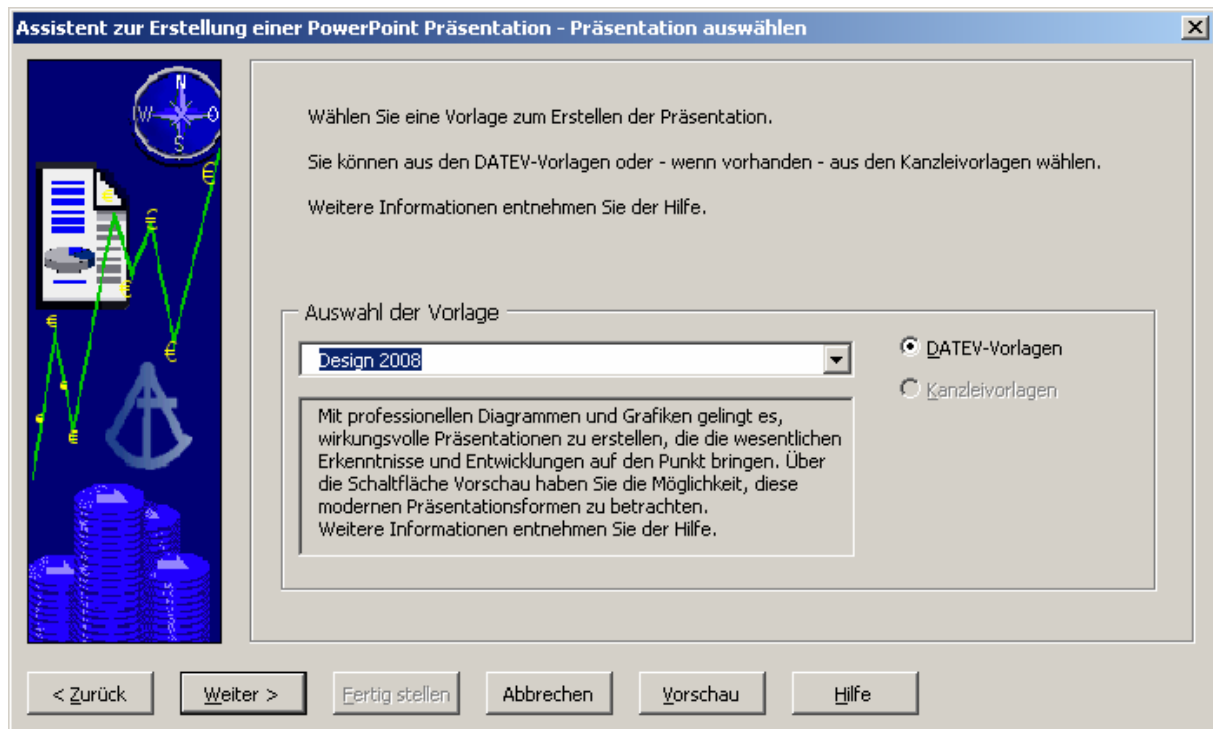 Assistent zur Erstellung einer PowerPoint Präsentation - Präsentation auswählen
N
W
O
S
Wählen Sie eine Vorlage zum Erstellen der Präsentation.
Sie können aus den DATEV-Vorlagen oder - wenn vorhanden - aus den Kanzleivorlagen wählen.
Weitere Informationen entnehmen Sie der Hilfe.
Auswahl der Vorlage
Design 2008
DATEV-Vorlagen
Kanzleivorlagen
Mit professionellen Diagrammen und Grafiken gelingt es,
wirkungsvolle Präsentationen zu erstellen, die die wesentlichen
Erkenntnisse und Entwicklungen auf den Punkt bringen. Über
die Schaltfläche Vorschau haben Sie die Möglichkeit, diese
modernen Präsentationsformen zu betrachten.
Weitere Informationen entnehmen Sie der Hilfe.
< Zurück
Weiter >
Fertig stellen
Abbrechen
Vorschau
Hilfe